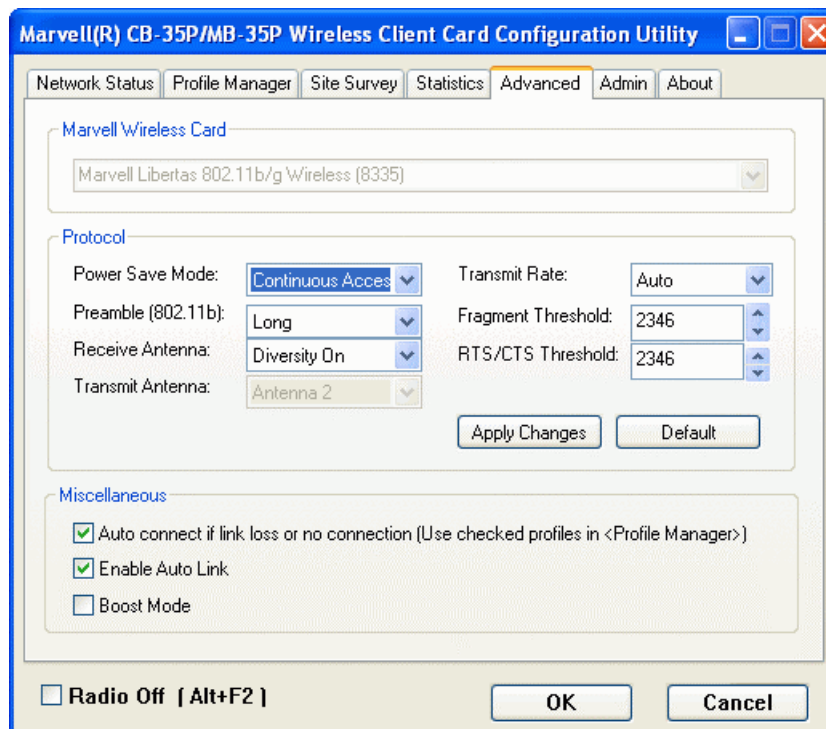 Marvell(R) CB-35P/MB-35P Wireless Client Card Configuration Utility
Network Status Profile Manager Site Survey Statistics Advanced Admin About
Marvell Wireless Card
Marvell Libertas 802.11b/g Wireless (8335)
Protocol
Power Save Mode: Continuous Acces
Transmit Rate: Auto
Preamble (802.11b): Long
Fragment Threshold: 2346
Receive Antenna: Diversity On
RTS/CTS Threshold: 2346
Transmit Antenna: Antenna 2
Apply Changes Default
Miscellaneous
Auto connect if link loss or no connection (Use checked profiles in <Profile Manager>)
Enable Auto Link
Boost Mode
Radio Off [ Alt+F2 ] OK Cancel